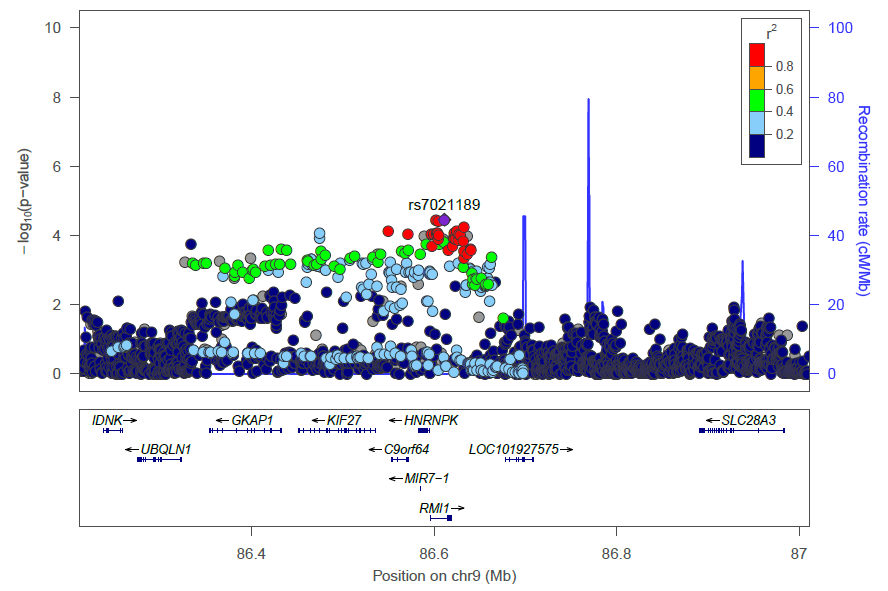 r2
0.8
0.6
0.4
0.2
rs7021189
10
8
6
4
2
0
− log10(p−value)
100
80
60
40
20
0
Recombination rate (cM/Mb)
IDNK→
←GKAP1
←KIF27
←HNRNPK
←SLC28A3
←UBQLN1
←C9orf64
LOC101927575→
←MIR7−1
RMI1→
86.4
86.6
86.8
87
Position on chr9 (Mb)